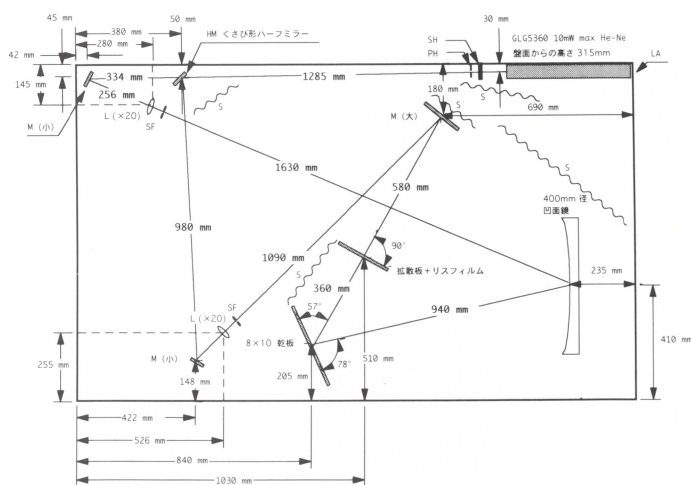 45 mm
380 mm
280 mm
50 mm
HM くさび形ハーフミラー
30 mm
SH
PH
GLG5360 10mW max He-Ne
盤面からの高さ 315mm
LA
42 mm
145 mm
334 mm
256 mm
1285 mm
180 mm
690 mm
M (小)
L (×20)
SF
S
S
S
M (大)
S
1630 mm
580 mm
400mm 径
凹面鏡
980 mm
1090 mm
90°
拡散板+リスフィルム
235 mm
S
360 mm
57°
940 mm
SF
L (×20)
8×10 乾板
78°
510 mm
410 mm
255 mm
M (小)
148 mm
205 mm
422 mm
526 mm
840 mm
1030 mm